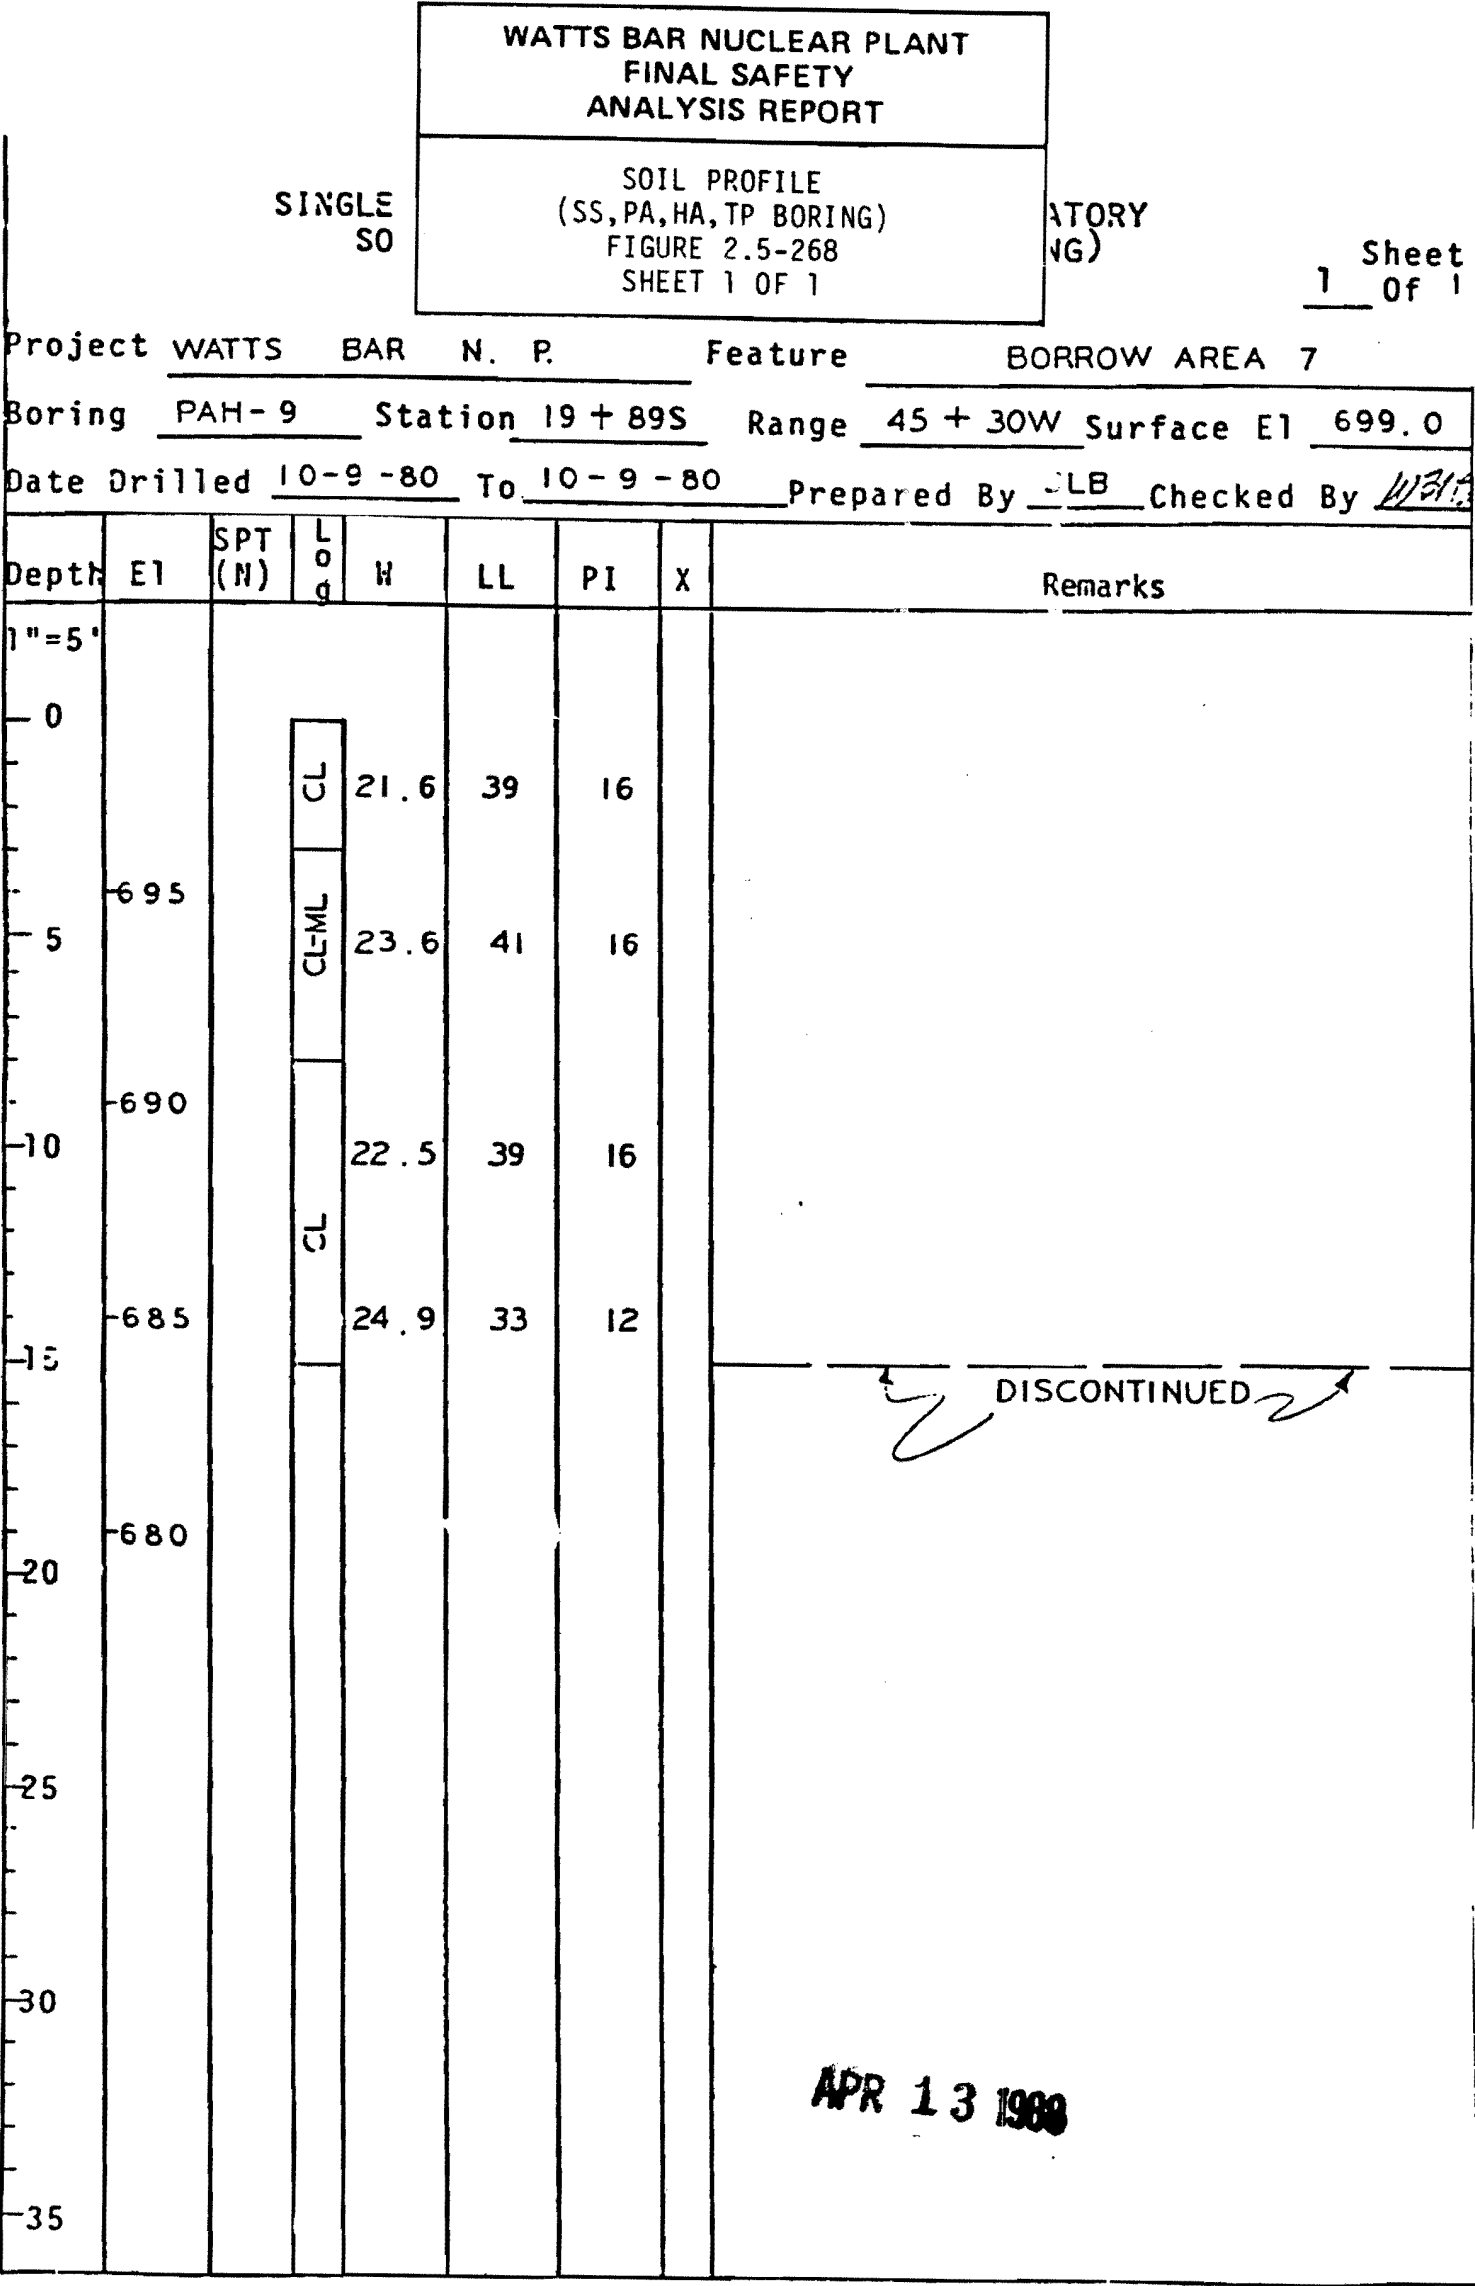 WATTS BAR NUCLEAR PLANT
FINAL SAFETY
ANALYSIS REPORT
SOIL PROFILE
(SS,PA,HA,TP BORING)
FIGURE 2.5-268
SHEET 1 OF 1
SINGLE ATORY
SO NG)
Sheet
1 Of 1
Project WATTS BAR N. P. Feature BORROW AREA 7
Boring PAH-9 Station 19 + 89S Range 45 + 30W Surface El 699.0
Date Drilled 10-9-80 To 10-9-80 Prepared By LB Checked By
Depth El SPT (N) Log W LL PI X Remarks
1"=5'
0
CL 21.6 39 16
695
5 CL-ML 23.6 41 16
690
10 22.5 39 16
CL
685 24.9 33 12
15
DISCONTINUED
680
20
25
30
APR 13
35